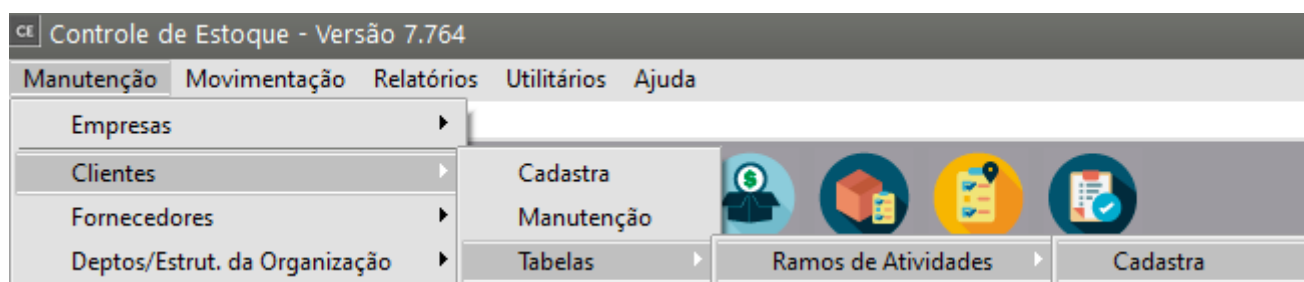 CE Controle de Estoque - Versão 7.764
Manutenção Movimentação Relatórios Utilitários Ajuda
Empresas
Clientes Cadastra
Fornecedores Manutenção
Deptos/Estrut. da Organização Tabelas Ramos de Atividades Cadastra